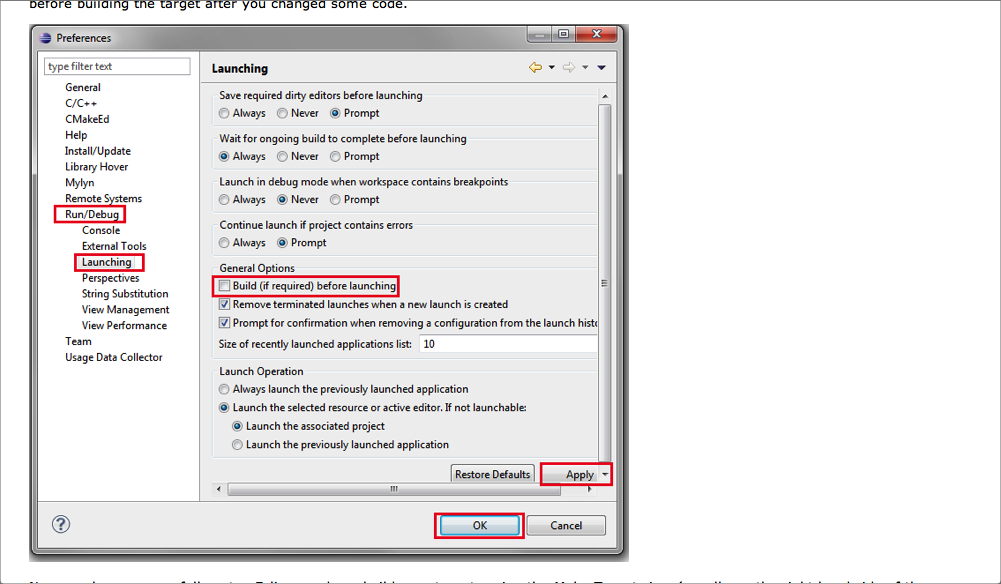 before building the target after you changed some code.
Preferences
type filter text
General
C/C++
CMakeEd
Help
Install/Update
Library Hover
Mylyn
Remote Systems
Run/Debug
Console
External Tools
Launching
Perspectives
String Substitution
View Management
View Performance
Team
Usage Data Collector
Launching
Save required dirty editors before launching
Always Never Prompt
Wait for ongoing build to complete before launching
Always Never Prompt
Launch in debug mode when workspace contains breakpoints
Always Never Prompt
Continue launch if project contains errors
Always Prompt
General Options
Build (if required) before launching
Remove terminated launches when a new launch is created
Prompt for confirmation when removing a configuration from the launch histo
Size of recently launched applications list: 10
Launch Operation
Always launch the previously launched application
Launch the selected resource or active editor. If not launchable:
Launch the associated project
Launch the previously launched application
Restore Defaults Apply
OK Cancel